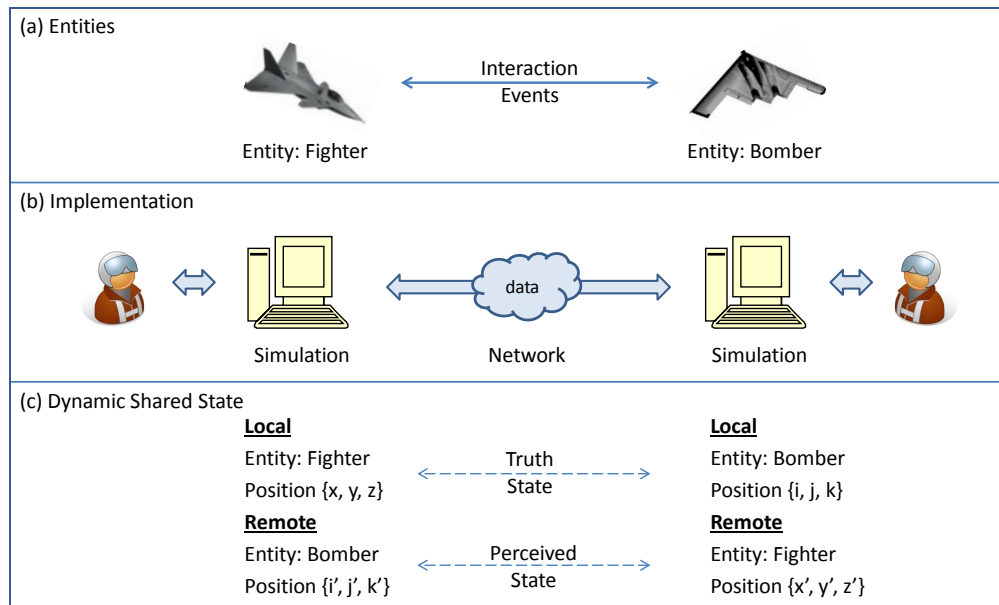 (a) Entities
Interaction
Events
Entity: Fighter
Entity: Bomber
(b) Implementation
data
Simulation
Network
Simulation
(c) Dynamic Shared State
Local
Entity: Fighter
Position {x, y, z}
Truth
State
Local
Entity: Bomber
Position {i, j, k}
Remote
Entity: Bomber
Position {i’, j’, k’}
Perceived
State
Remote
Entity: Fighter
Position {x’, y’, z’}